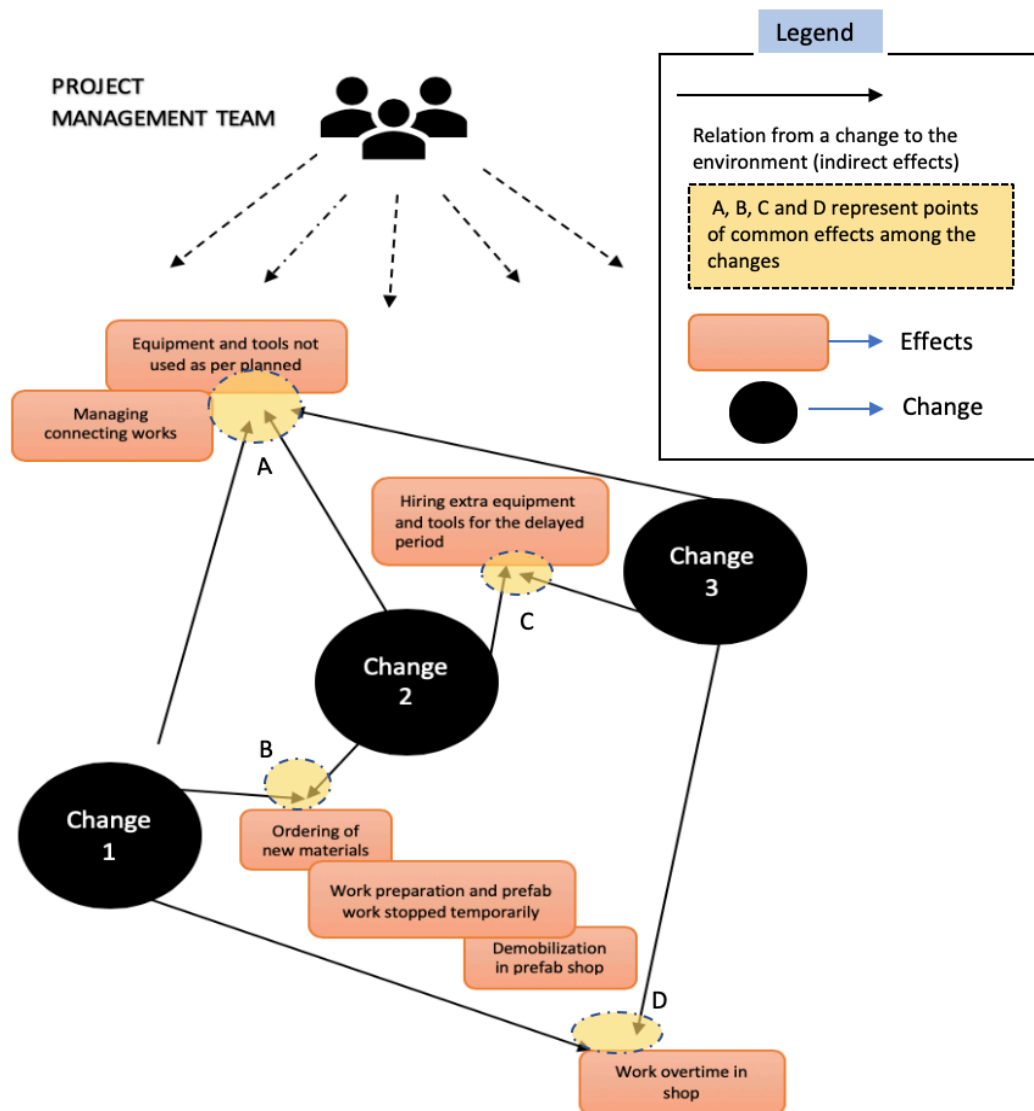 Legend
PROJECT
MANAGEMENT TEAM
Relation from a change to the
environment (indirect effects)
A, B, C and D represent points
of common effects among the
changes
Effects
Change
Equipment and tools not
used as per planned
Managing
connecting works
A
Hiring extra equipment
and tools for the delayed
period
C
Change
3
Change
2
B
Change
1
Ordering of
new materials
Work preparation and prefab
work stopped temporarily
Demobilization
in prefab shop
D
Work overtime in
shop